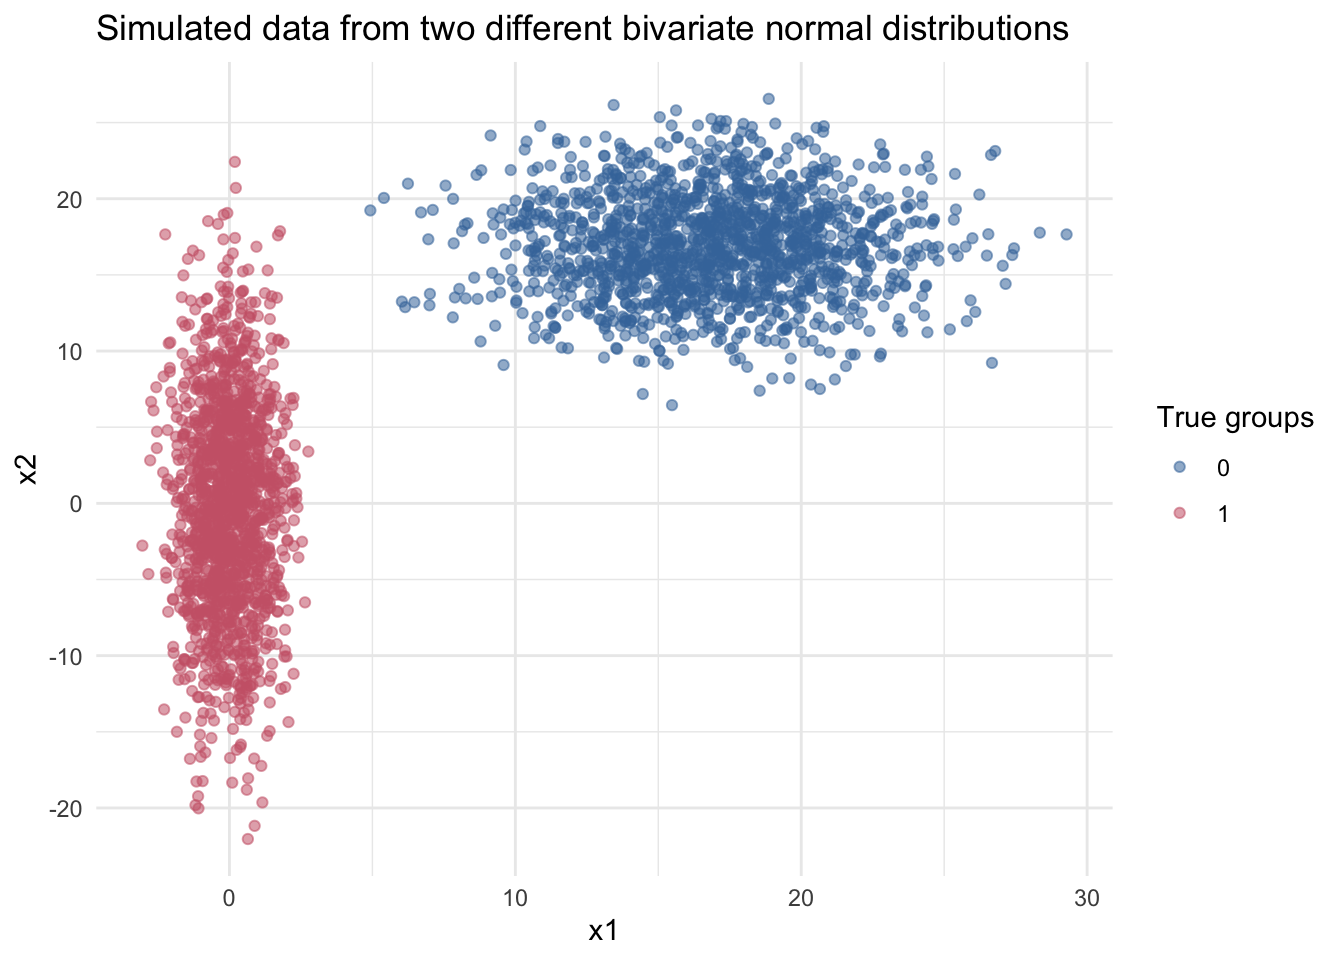 Simulated data from two different bivariate normal distributions
x2
20
10
0
-10
-20
0
10
20
30
x1
True groups
0
1